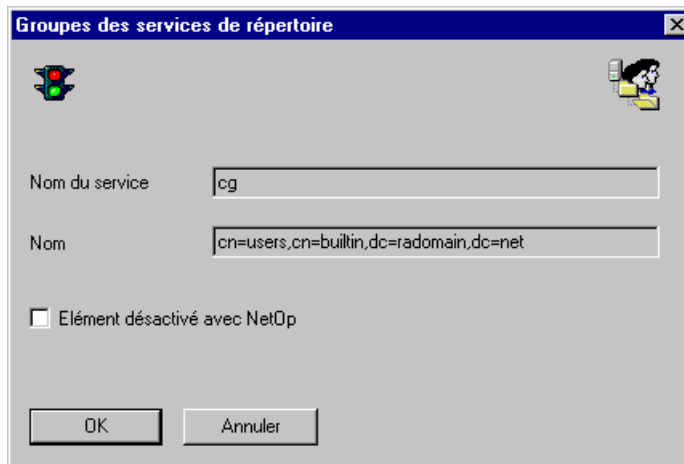 Groupes des services de répertoire
Nom du service cg
Nom cn=users,cn=builtin,dc=radomain,dc=net
Elément désactivé avec NetOp
OK Annuler